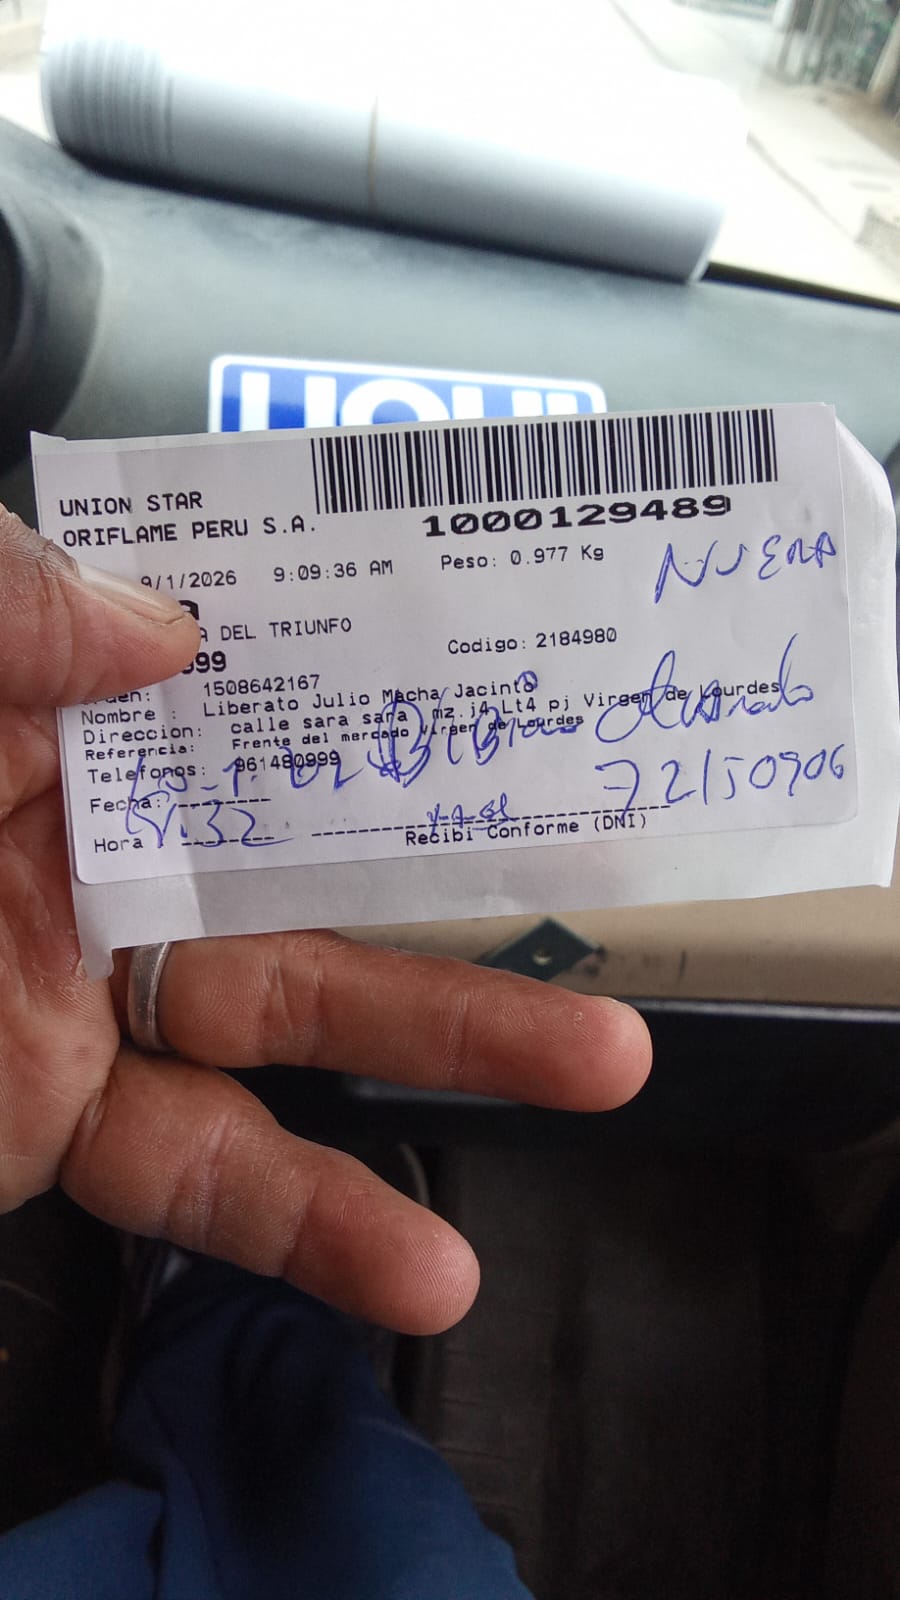 UNION STAR
ORIFLAME PERU S.A.
1000129489
9/1/2026 9:09:36 AM Peso: 0.977 Kg
NUERA
A DEL TRIUNFO
999 Codigo: 2184980
1508642167
Nombre : Liberato Julio Macha Jacinto
Direccion: calle sara sara mz.j4 Lt4 pj Virgen de Lourdes
Referencia: Frente del mercado Virgen de Lourdes
Telefonos: 961480999
72150906
Fecha:
Hora
Recibi Conforme (DNI)